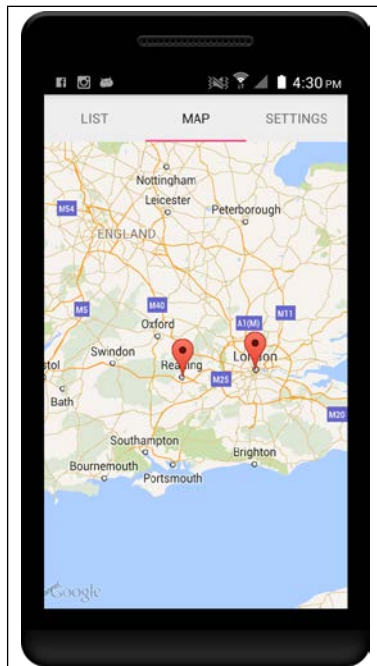 4:30 PM
LIST MAP SETTINGS
Nottingham
Leicester
Peterborough
M54
ENGLAND
M5
M40
M11
Oxford
A1(M)
Swindon
Reading
London
stol
M25
Bath
M20
Southampton
Brighton
Bournemouth
Portsmouth
Google